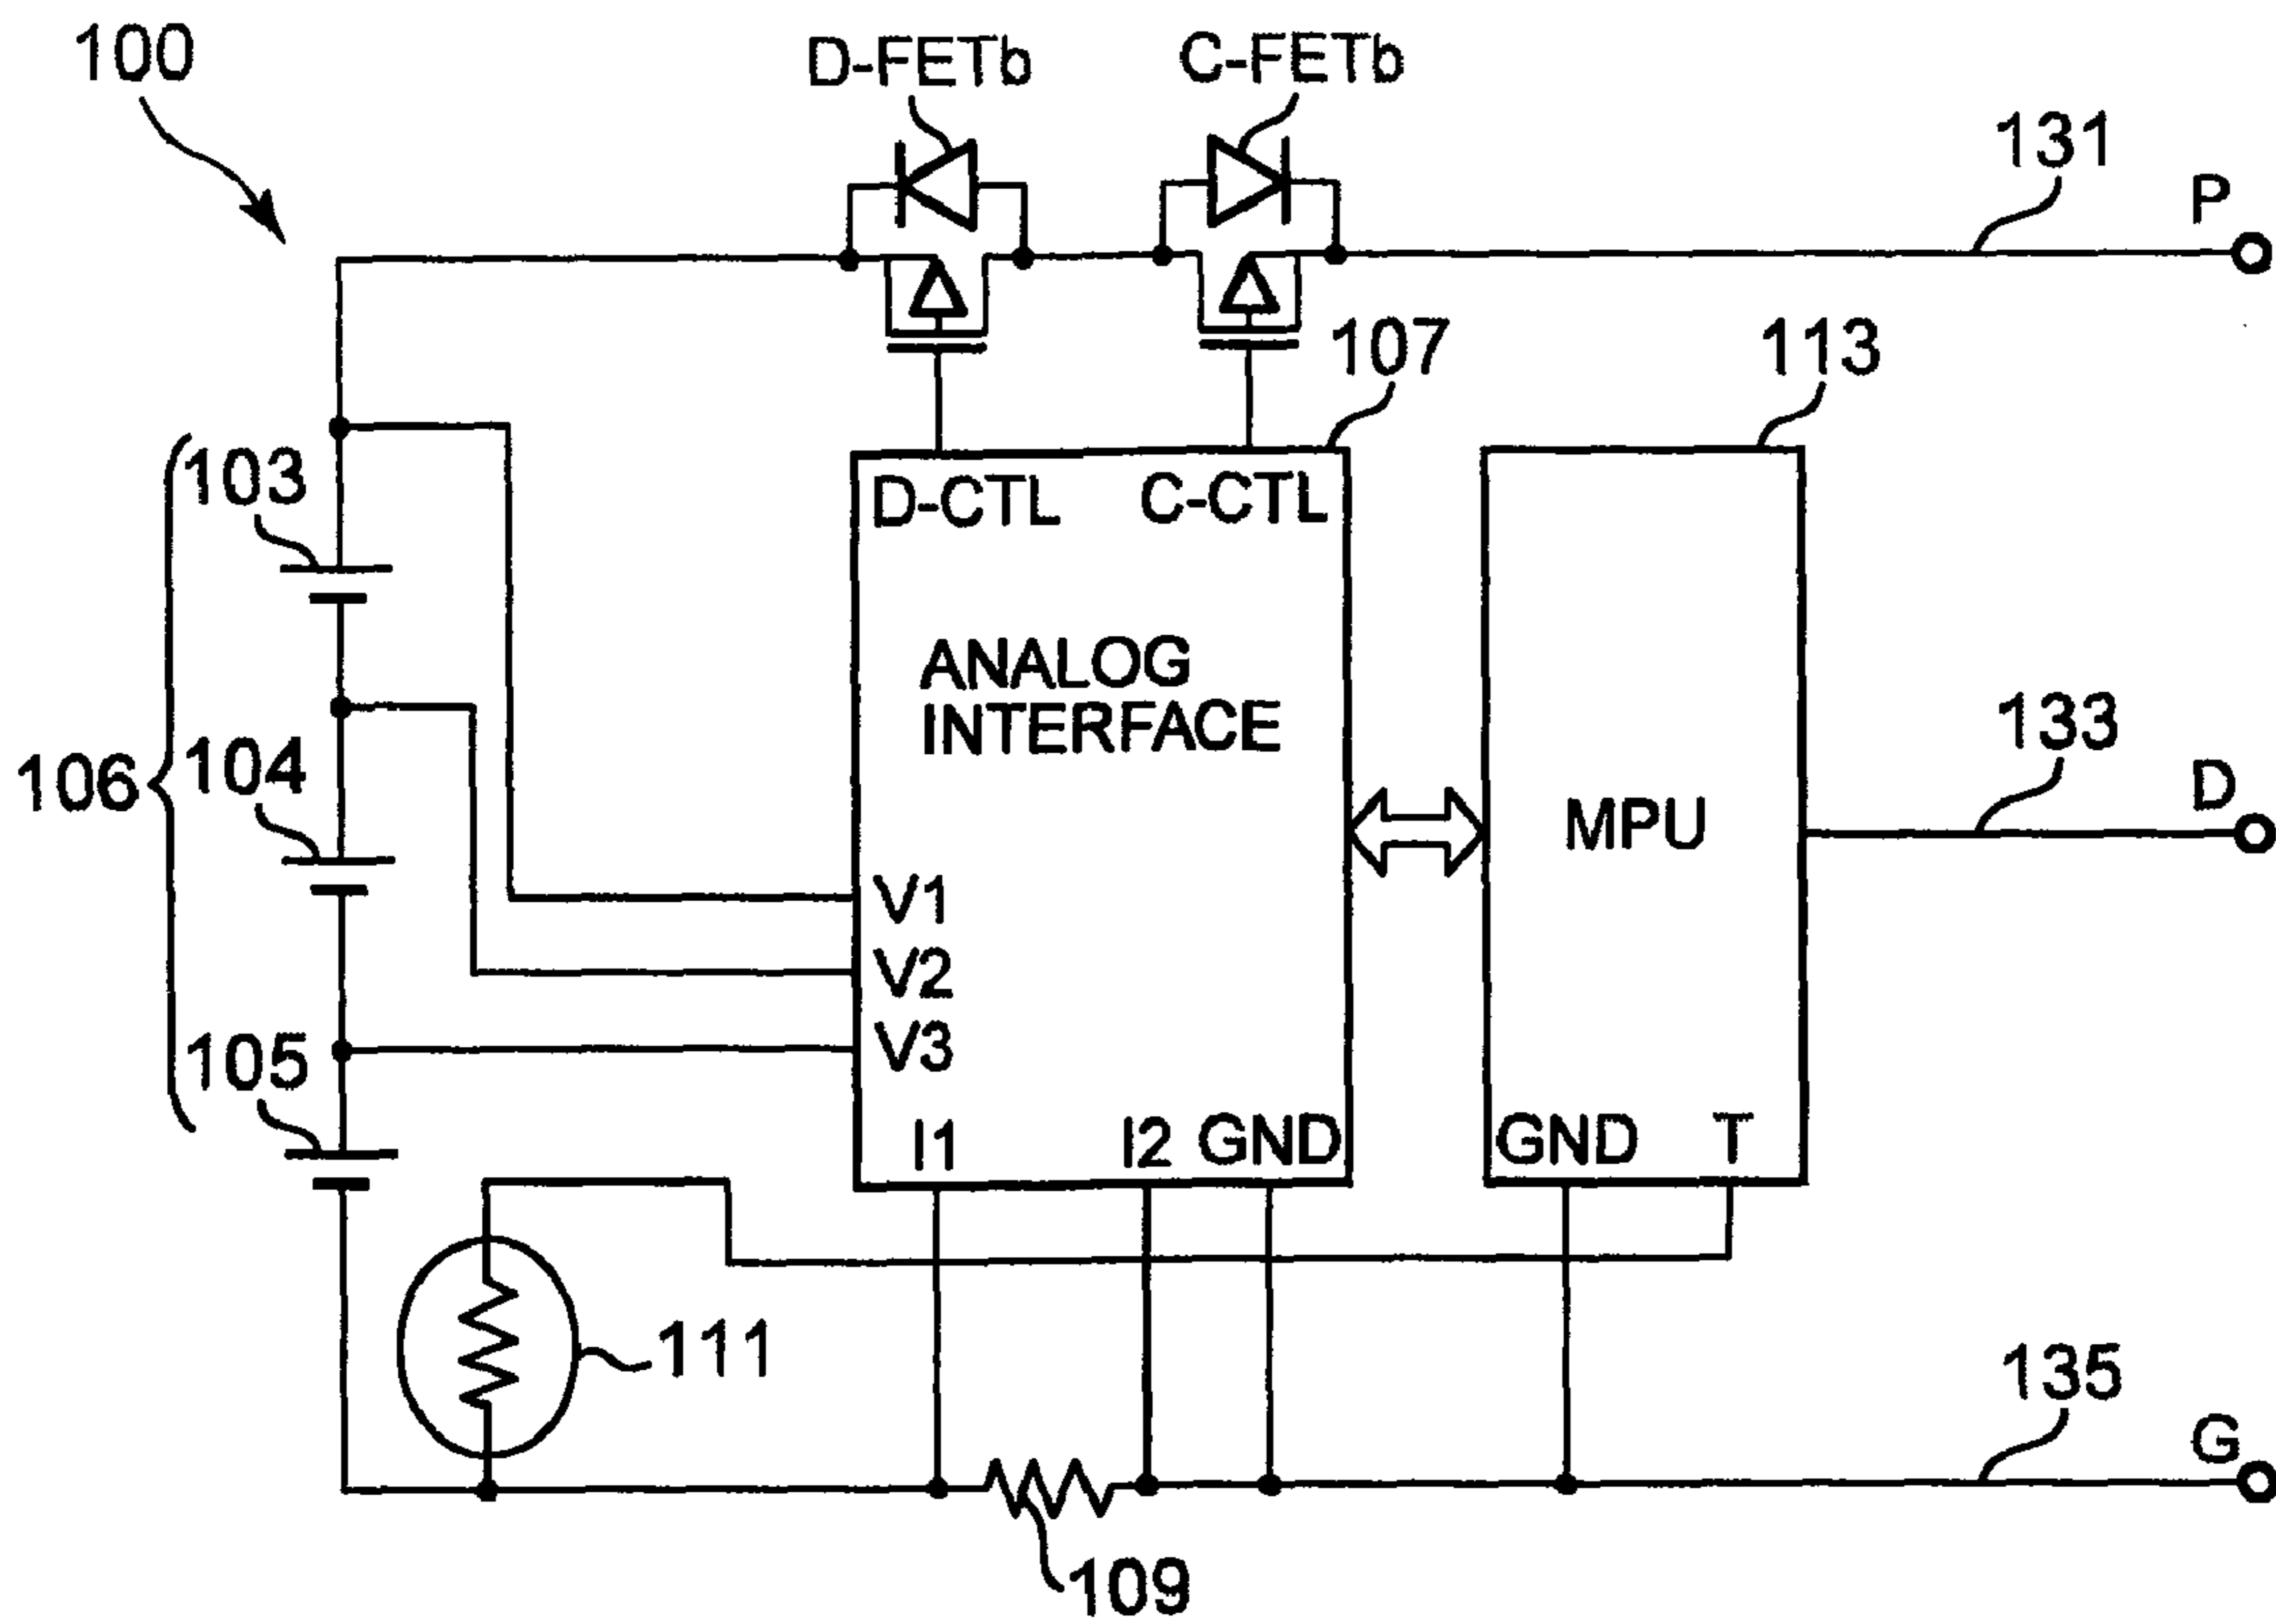 100
D-FETb
C-FETb
131
P
107
113
103
D-CTL
C-CTL
ANALOG
INTERFACE
133
106
104
MPU
D
V1
V2
V3
105
I1
I2
GND
GND
T
111
135
G
109